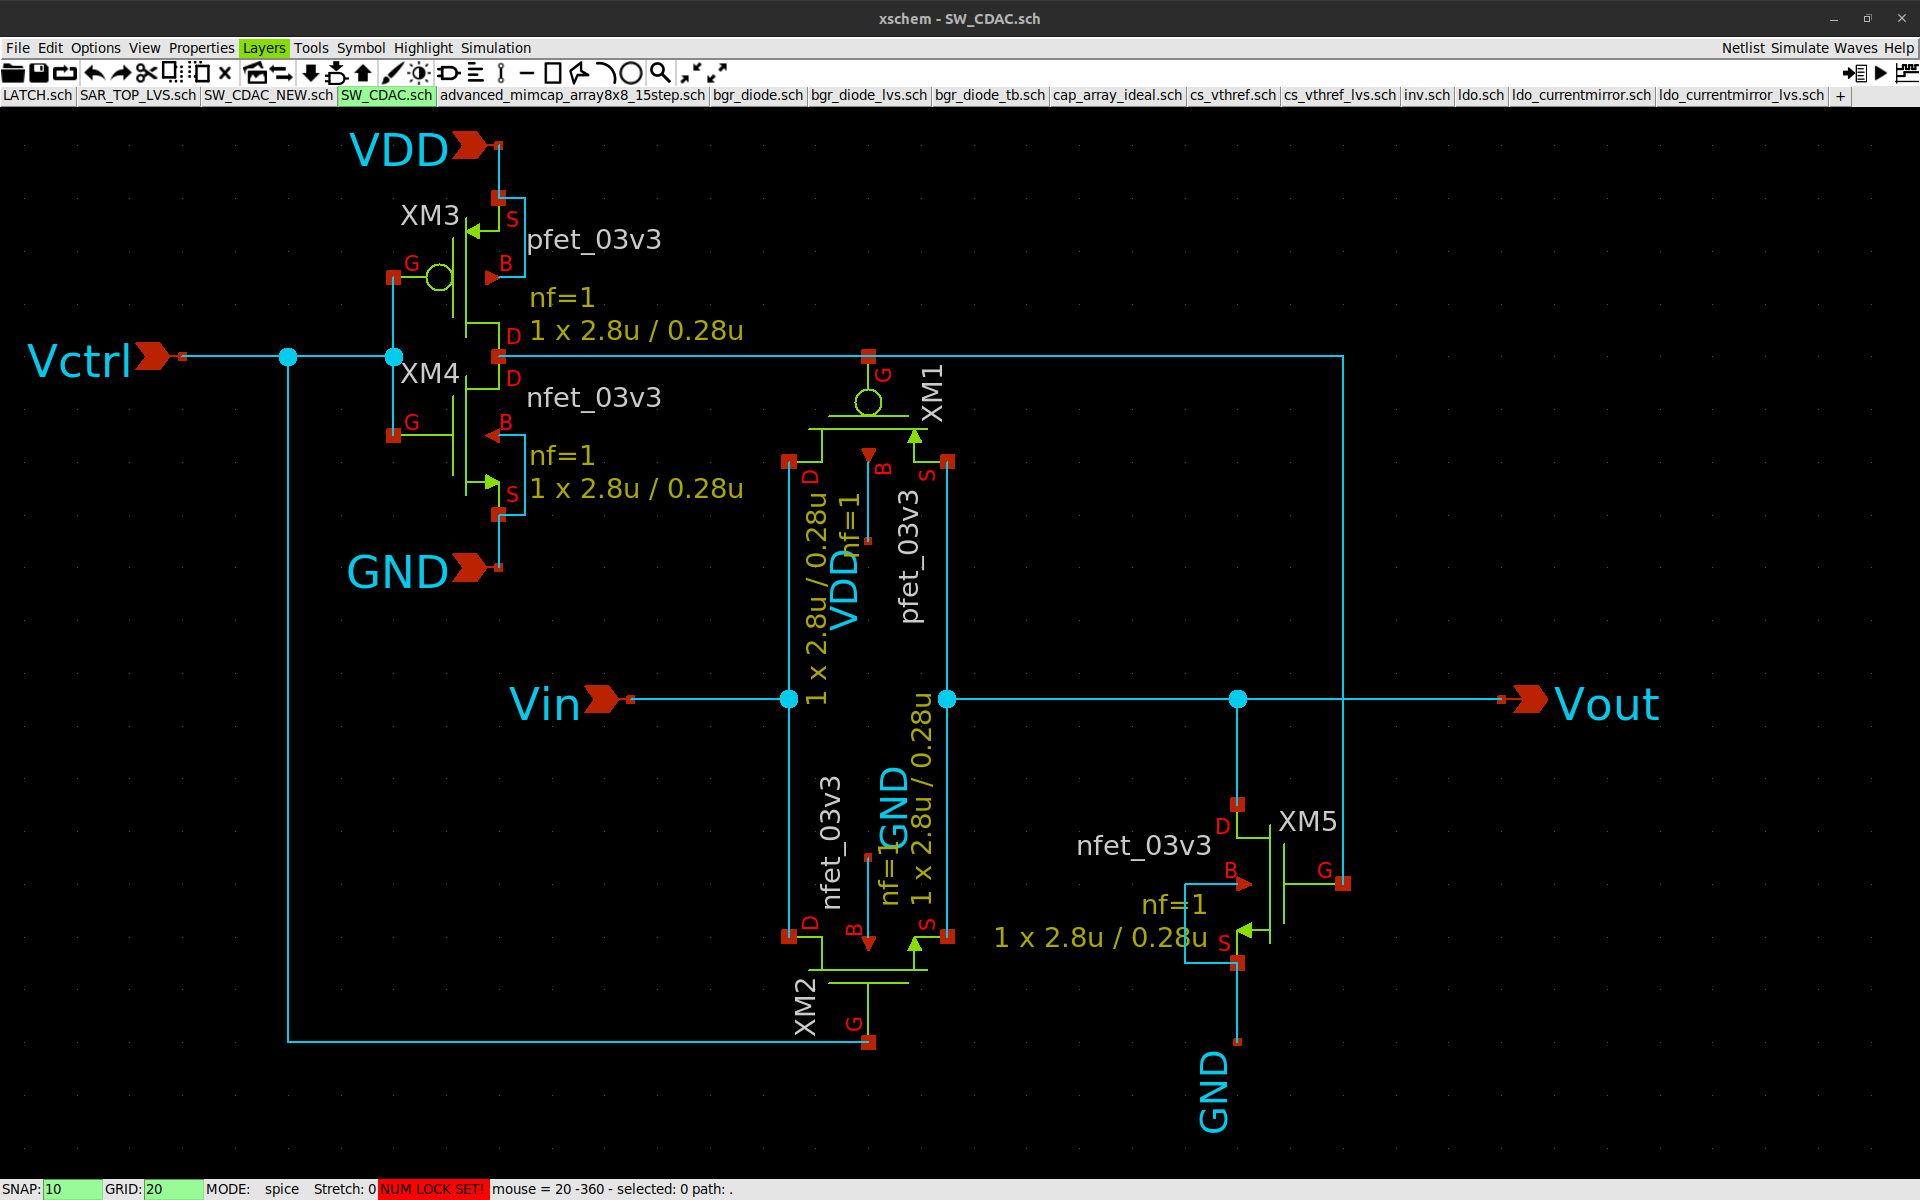 xschem - SW_CDAC.sch
File Edit Options View Properties Layers Tools Symbol Highlight Simulation Netlist Simulate Waves Help
LATCH.sch SAR_TOP_LVS.sch SW_CDAC_NEW.sch SW_CDAC.sch advanced_mimcap_array8x8_15step.sch bgr_diode.sch bgr_diode_lvs.sch bgr_diode_tb.sch cap_array_ideal.sch cs_vthref.sch cs_vthref_lvs.sch inv.sch ldo.sch ldo_currentmirror.sch ldo_currentmirror_lvs.sch +
VDD
XM3
S
pfet_03v3
G
B
nf=1
1 x 2.8u / 0.28u
D
Vctrl
XM4
D
nfet_03v3
G
B
nf=1
1 x 2.8u / 0.28u
S
GND
G
XM1
D
B
S
1 x 2.8u / 0.28u
nf=1
VDD
pfet_03v3
Vin
Vout
nfet_03v3
GND
nf=1
1 x 2.8u / 0.28u
D
B
S
XM2
G
XM5
D
nfet_03v3
B
G
nf=1
1 x 2.8u / 0.28u
S
GND
SNAP: 10 GRID: 20 MODE: spice Stretch: 0 NUM LOCK SET! mouse = 20 -360 - selected: 0 path: .